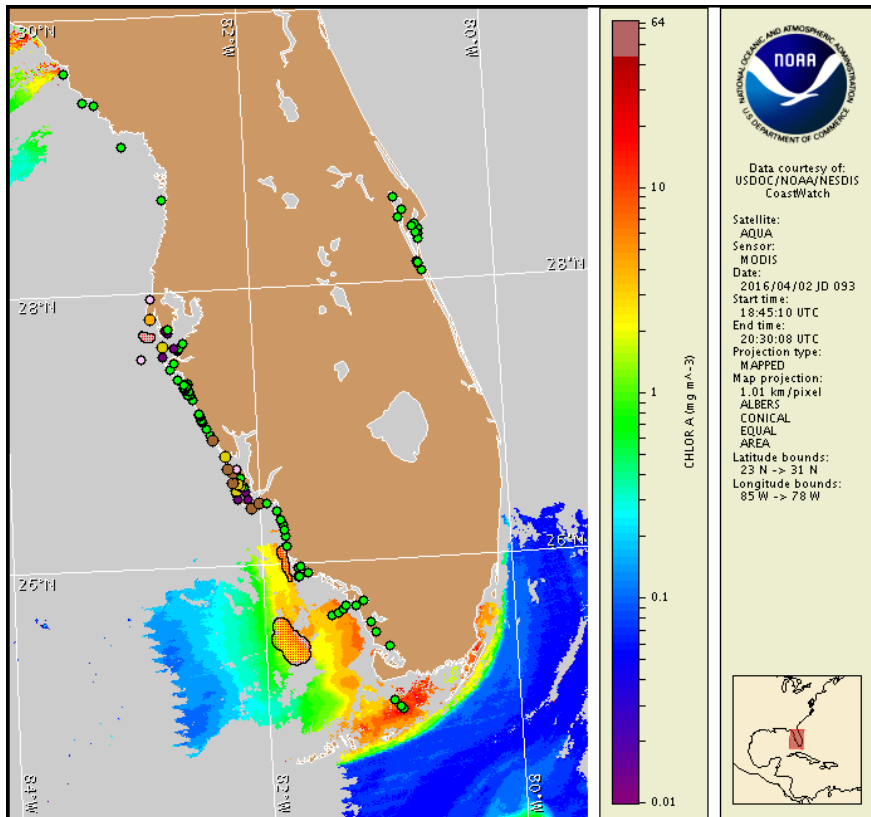 30°N
82°W
80°W
28°N
28°N
26°N
26°N
84°W
82°W
80°W
64
10
1
0.1
0.01
CHLOR A (mg m^-3)
NATIONAL OCEANIC AND ATMOSPHERIC ADMINISTRATION
NOAA
U.S. DEPARTMENT OF COMMERCE
Data courtesy of:
USDOC/NOAA/NESDIS
CoastWatch
Satellite:
AQUA
Sensor:
MODIS
Date:
2016/04/02 JD 093
Start time:
18:45:10 UTC
End time:
20:30:08 UTC
Projection type:
MAPPED
Map projection:
1.01 km/pixel
ALBERS
CONICAL
EQUAL
AREA
Latitude bounds:
23 N -> 31 N
Longitude bounds:
85 W -> 78 W